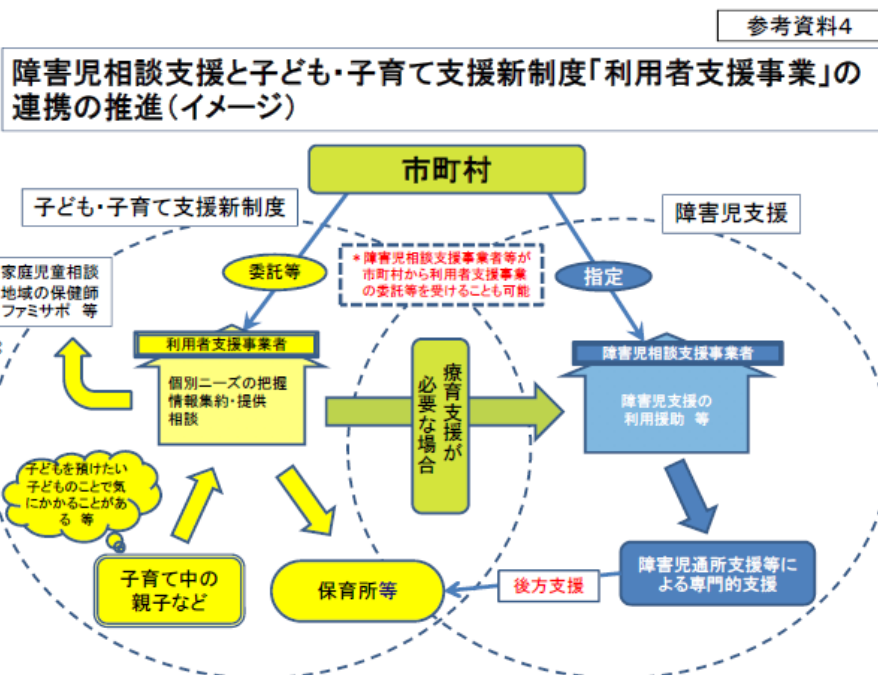 参考資料4
障害児相談支援と子ども・子育て支援新制度「利用者支援事業」の
連携の推進(イメージ)
市町村
子ども・子育て支援新制度
障害児支援
家庭児童相談
地域の保健師
ファミサポ 等
委託等
*障害児相談支援事業者等が
市町村から利用者支援事業
の委託等を受けることも可能
指定
利用者支援事業者
個別ニーズの把握
情報集約・提供
相談
療育支援が
必要な場合
障害児相談支援事業者
障害児支援の
利用援助 等
子どもを預けたい
子どものことで気
にかかることがあ
る 等
子育て中の
親子など
保育所等
後方支援
障害児通所支援等に
よる専門的支援